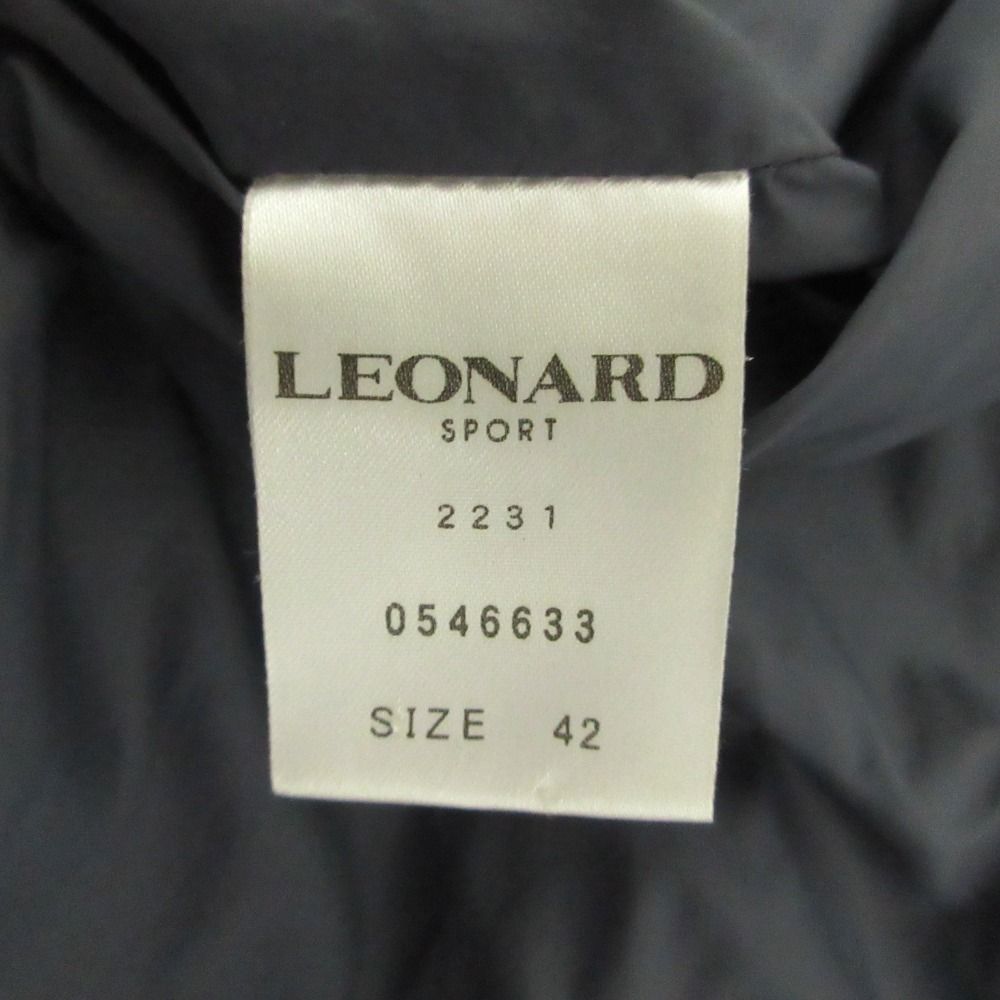 LEONARD
SPORT
2231
0546633
SIZE 42